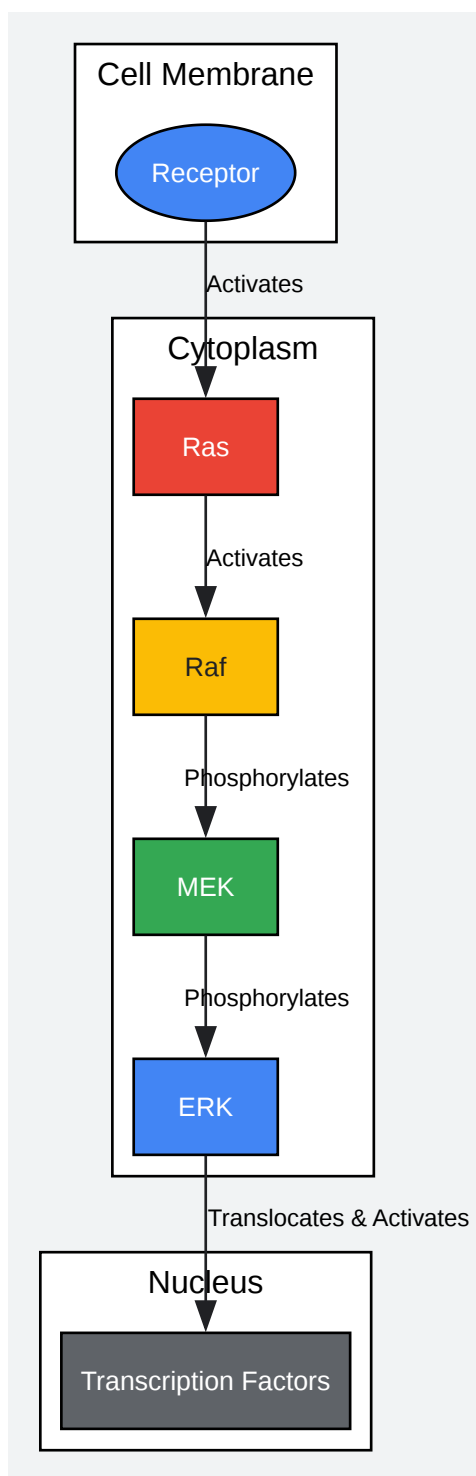 Cell Membrane
Receptor
Activates
Cytoplasm
Ras
Activates
Raf
Phosphorylates
MEK
Phosphorylates
ERK
Translocates & Activates
Nucleus
Transcription Factors